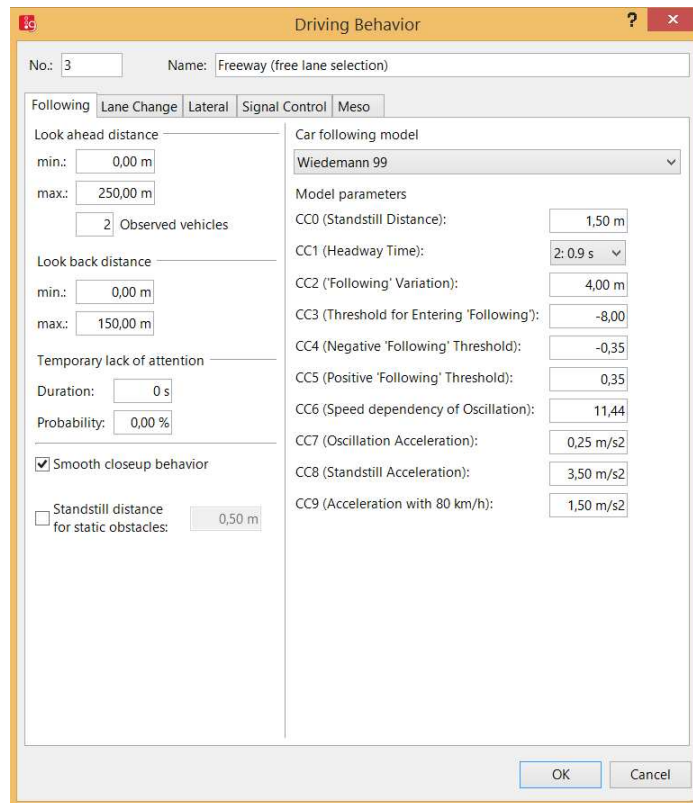 Driving Behavior
?
×
No.: 3 Name: Freeway (free lane selection)
Following Lane Change Lateral Signal Control Meso
Look ahead distance
min.: 0,00 m
max.: 250,00 m
2 Observed vehicles
Look back distance
min.: 0,00 m
max.: 150,00 m
Temporary lack of attention
Duration: 0 s
Probability: 0,00 %
Smooth closeup behavior
Standstill distance
for static obstacles: 0,50 m
Car following model
Wiedemann 99
Model parameters
CC0 (Standstill Distance): 1,50 m
CC1 (Headway Time): 2: 0.9 s
CC2 ('Following' Variation): 4,00 m
CC3 (Threshold for Entering 'Following'): -8,00
CC4 (Negative 'Following' Threshold): -0,35
CC5 (Positive 'Following' Threshold): 0,35
CC6 (Speed dependency of Oscillation): 11,44
CC7 (Oscillation Acceleration): 0,25 m/s2
CC8 (Standstill Acceleration): 3,50 m/s2
CC9 (Acceleration with 80 km/h): 1,50 m/s2
OK Cancel